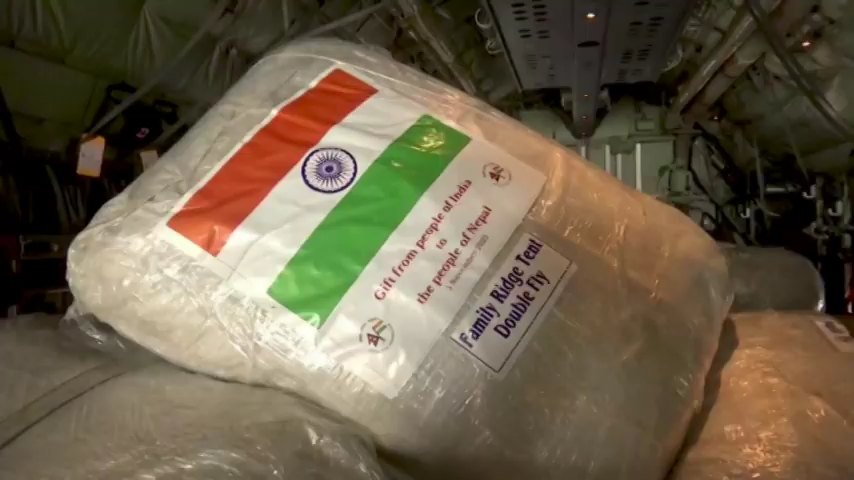 Gift from people of India
to
the people of Nepal
Family Ridge Tent
Double Fly